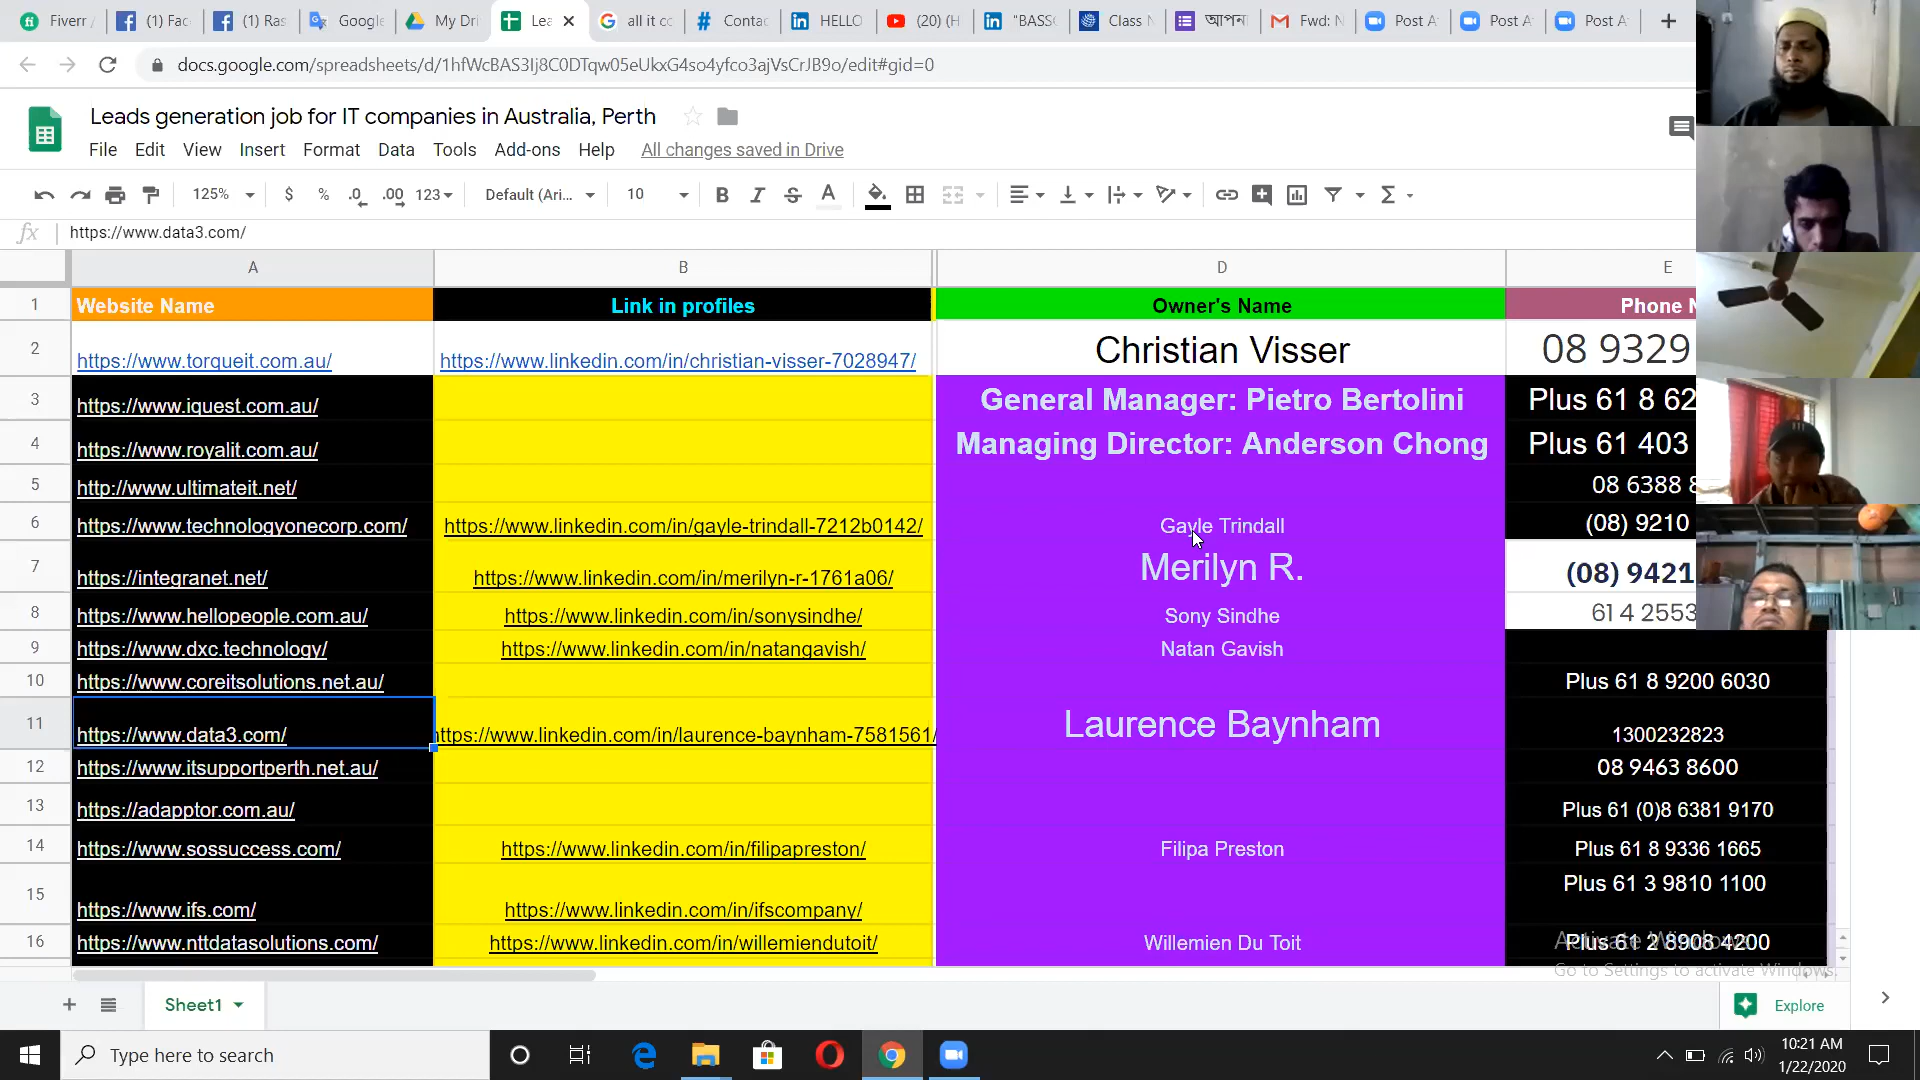 Fiverr (1) Fac (1) Ras Google My Dri Lea all it co Contac HELLO (20) (H "BASS Class N আপন Fwd: N Post A Post A Post A
docs.google.com/spreadsheets/d/1hfWcBAS3Ij8C0DTqw05eUkxG4so4yfco3ajVsCrJB9o/edit#gid=0
Leads generation job for IT companies in Australia, Perth
File Edit View Insert Format Data Tools Add-ons Help All changes saved in Drive
125% $ % .0 .00 123 Default (Ari... 10 B I S A
fx https://www.data3.com/
A B D E
1 Website Name Link in profiles Owner's Name Phone N
2 https://www.torqueit.com.au/ https://www.linkedin.com/in/christian-visser-7028947/ Christian Visser 08 9329
3 https://www.iquest.com.au/ General Manager: Pietro Bertolini Plus 61 8 62
4 https://www.royalit.com.au/ Managing Director: Anderson Chong Plus 61 403
5 http://www.ultimateit.net/ 08 6388 8
6 https://www.technologyonecorp.com/ https://www.linkedin.com/in/gayle-trindall-7212b0142/ Gayle Trindall (08) 9210
7 https://integranet.net/ https://www.linkedin.com/in/merilyn-r-1761a06/ Merilyn R. (08) 9421
8 https://www.hellopeople.com.au/ https://www.linkedin.com/in/sonysindhe/ Sony Sindhe 61 4 2553
9 https://www.dxc.technology/ https://www.linkedin.com/in/natangavish/ Natan Gavish
10 https://www.coreitsolutions.net.au/ Plus 61 8 9200 6030
11 https://www.data3.com/ https://www.linkedin.com/in/laurence-baynham-7581561/ Laurence Baynham 1300232823
12 https://www.itsupportperth.net.au/ 08 9463 8600
13 https://adapptor.com.au/ Plus 61 (0)8 6381 9170
14 https://www.sossuccess.com/ https://www.linkedin.com/in/filipapreston/ Filipa Preston Plus 61 8 9336 1665
15 https://www.ifs.com/ https://www.linkedin.com/in/ifscompany/ Plus 61 3 9810 1100
16 https://www.nttdatasolutions.com/ https://www.linkedin.com/in/willemiendutoit/ Willemien Du Toit Plus 61 2 8908 4200
Activate Windows
Go to Settings to activate Windows.
Sheet1 Explore
Type here to search
10:21 AM
1/22/2020